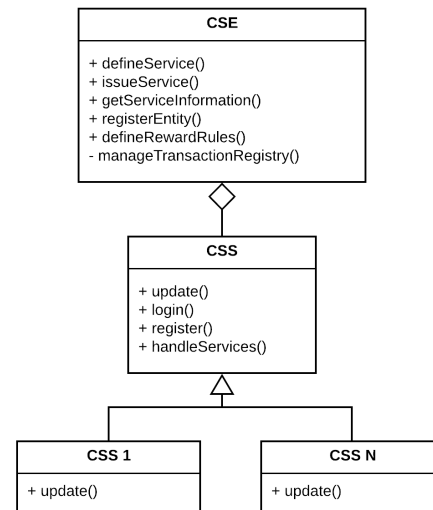 CSE
+ defineService()
+ issueService()
+ getServiceInformation()
+ registerEntity()
+ defineRewardRules()
- manageTransactionRegistry()
CSS
+ update()
+ login()
+ register()
+ handleServices()
CSS 1
+ update()
CSS N
+ update()